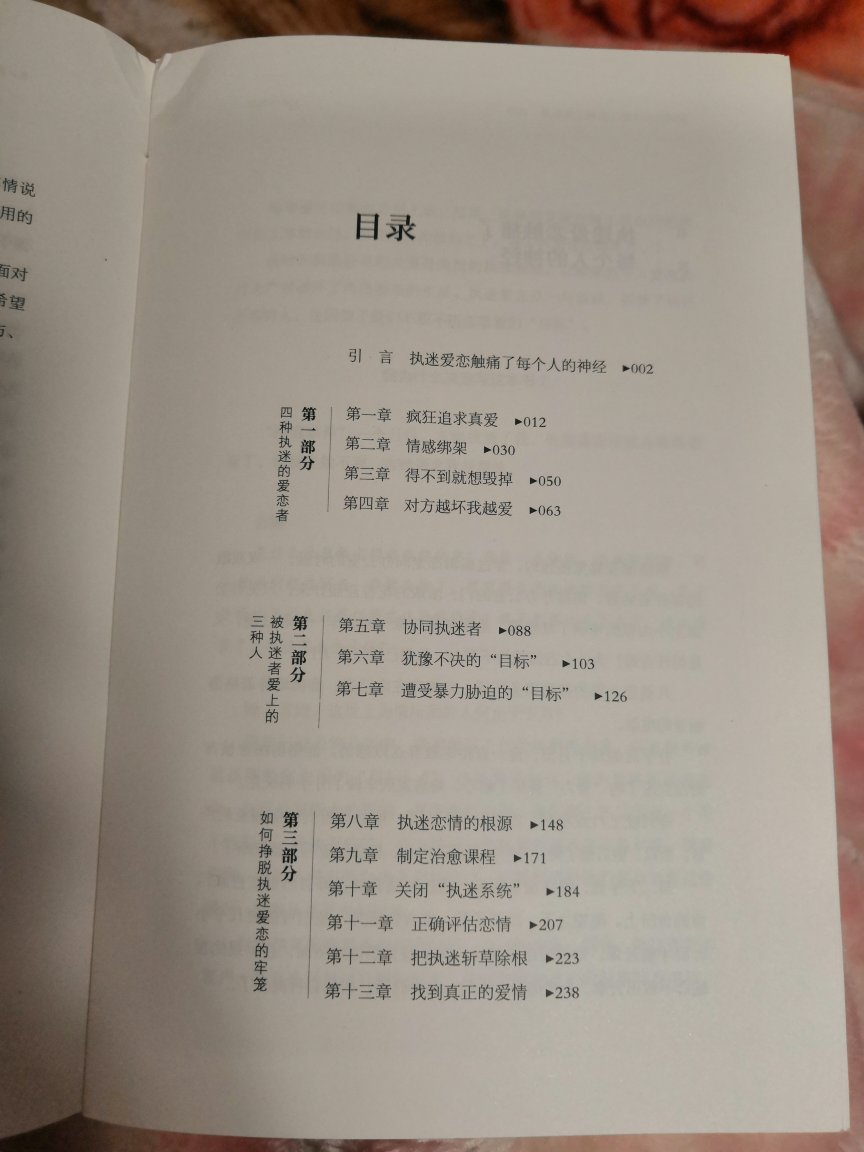 情说
用的
面对
希望
目录
引 言 执迷爱恋触痛了每个人的神经 ▸002
第一部分
四种执迷的爱恋者
第一章 疯狂追求真爱 ▸012
第二章 情感绑架 ▸030
第三章 得不到就想毁掉 ▸050
第四章 对方越坏我越爱 ▸063
第二部分
被执迷者爱上的
三种人
第五章 协同执迷者 ▸088
第六章 犹豫不决的“目标” ▸103
第七章 遭受暴力胁迫的“目标” ▸126
第三部分
如何挣脱执迷爱恋的牢笼
第八章 执迷恋情的根源 ▸148
第九章 制定治愈课程 ▸171
第十章 关闭“执迷系统” ▸184
第十一章 正确评估恋情 ▸207
第十二章 把执迷斩草除根 ▸223
第十三章 找到真正的爱情 ▸238